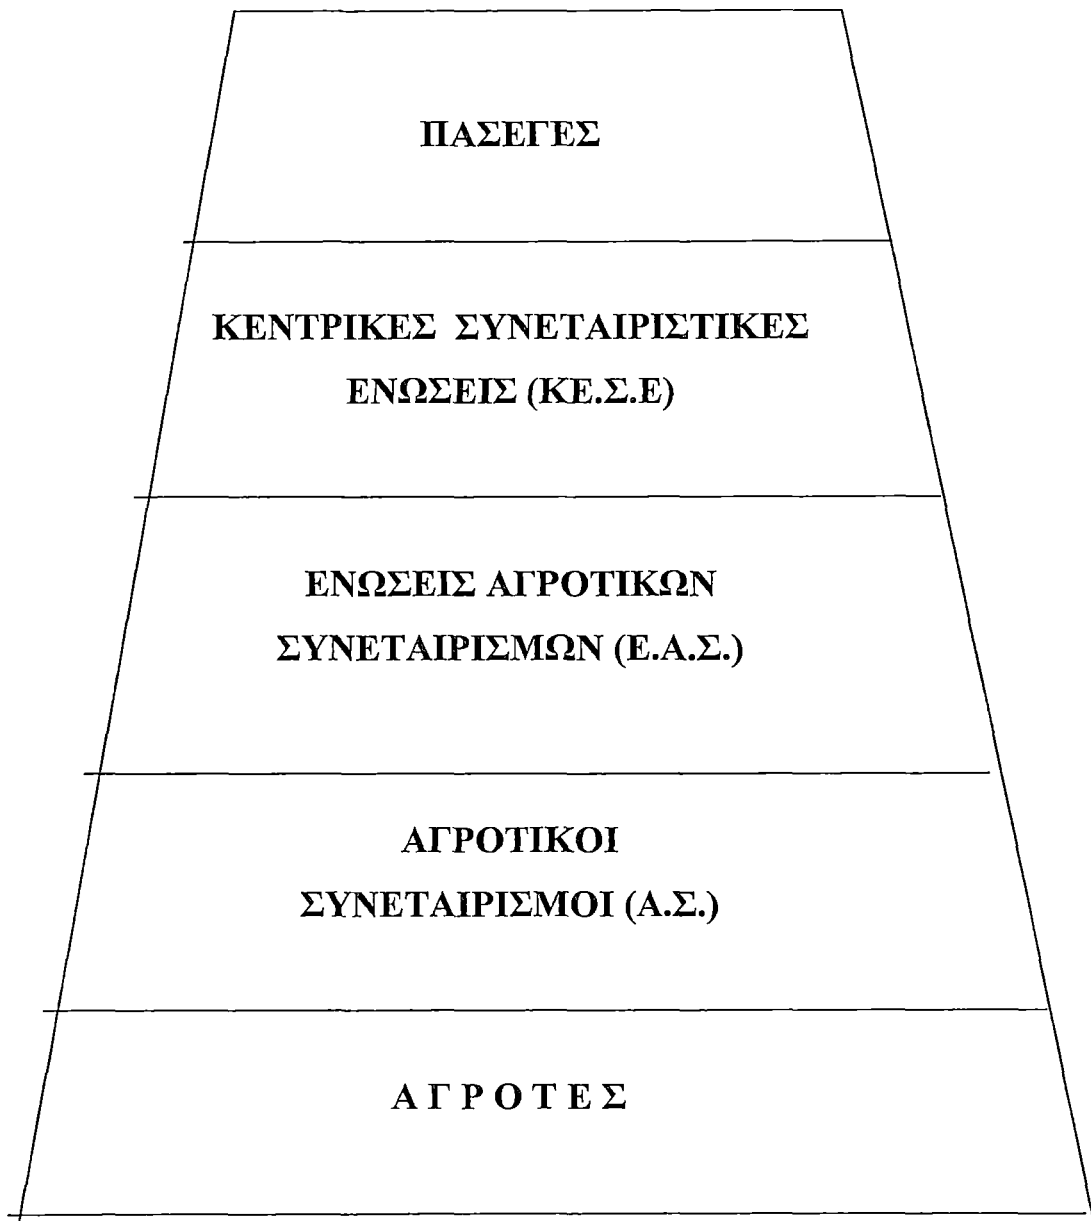 ΠΑΣΕΓΕΣ
ΚΕΝΤΡΙΚΕΣ ΣΥΝΕΤΑΙΡΙΣΤΙΚΕΣ
ΕΝΩΣΕΙΣ (ΚΕ.Σ.Ε)
ΕΝΩΣΕΙΣ ΑΓΡΟΤΙΚΩΝ
ΣΥΝΕΤΑΙΡΙΣΜΩΝ (Ε.Α.Σ.)
ΑΓΡΟΤΙΚΟΙ
ΣΥΝΕΤΑΙΡΙΣΜΟΙ (Α.Σ.)
Α Γ Ρ Ο Τ Ε Σ